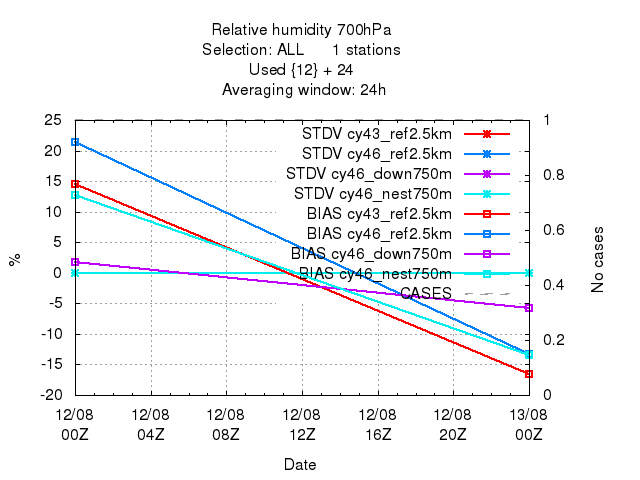 Relative humidity 700hPa
Selection: ALL 1 stations
Used {12} + 24
Averaging window: 24h
25
20
15
10
5
0
-5
-10
-15
-20
%
STDV cy43_ref2.5km
STDV cy46_ref2.5km
STDV cy46_down750m
STDV cy46_nest750m
BIAS cy43_ref2.5km
BIAS cy46_ref2.5km
BIAS cy46_down750m
BIAS cy46_nest750m
CASES
1
0.8
0.6
0.4
0.2
0
No cases
12/08 12/08 12/08 12/08 12/08 12/08 13/08
00Z 04Z 08Z 12Z 16Z 20Z 00Z
Date